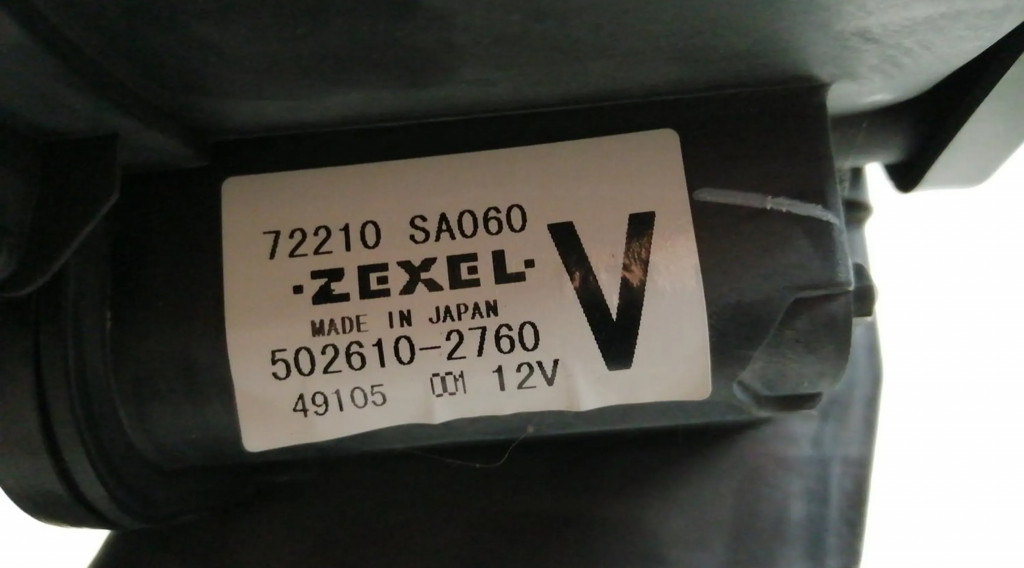 72210 SA060
·ZEXEL·
MADE IN JAPAN
502610-2760
49105 001 12V
V